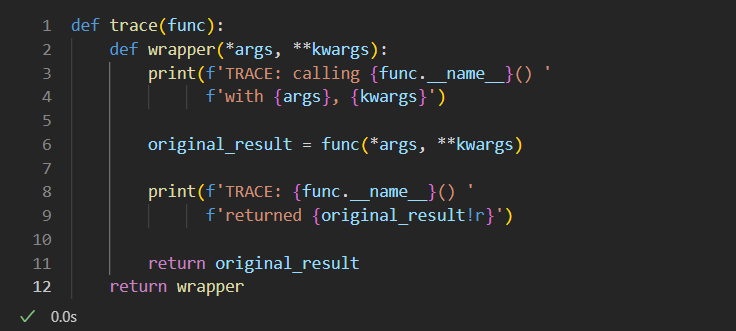 1 def trace(func):
2     def wrapper(*args, **kwargs):
3         print(f'TRACE: calling {func.__name__}() '
4               f'with {args}, {kwargs}')
5
6         original_result = func(*args, **kwargs)
7
8         print(f'TRACE: {func.__name__}() '
9               f'returned {original_result!r}')
10
11         return original_result
12     return wrapper
✓ 0.0s